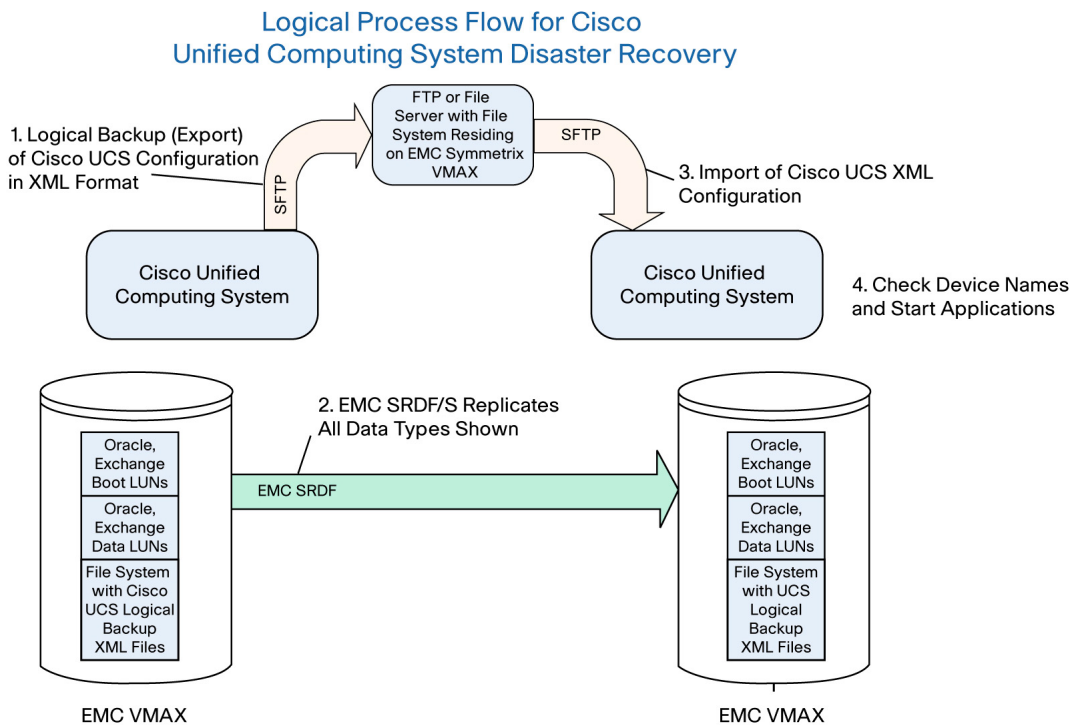 Logical Process Flow for Cisco
Unified Computing System Disaster Recovery
1. Logical Backup (Export)
of Cisco UCS Configuration
in XML Format
SFTP
FTP or File
Server with File
System Residing
on EMC Symmetrix
VMAX
SFTP
3. Import of Cisco UCS XML
Configuration
Cisco Unified
Computing System
Cisco Unified
Computing System
4. Check Device Names
and Start Applications
2. EMC SRDF/S Replicates
All Data Types Shown
EMC SRDF
Oracle,
Exchange
Boot LUNs
Oracle,
Exchange
Data LUNs
File System
with Cisco
UCS Logical
Backup
XML Files
EMC VMAX
Oracle,
Exchange
Boot LUNs
Oracle,
Exchange
Data LUNs
File System
with UCS
Logical
Backup
XML Files
EMC VMAX